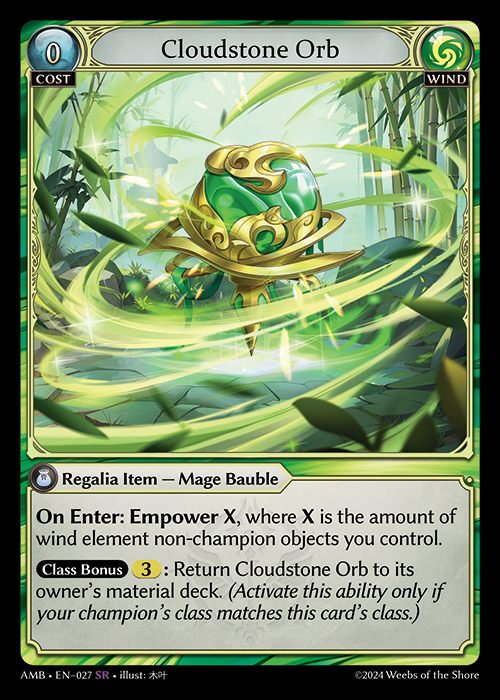 0
Cloudstone Orb
COST
WIND
Regalia Item — Mage Bauble
On Enter: Empower X, where X is the amount of
wind element non-champion objects you control.
Class Bonus 3 : Return Cloudstone Orb to its
owner's material deck. (Activate this ability only if
your champion's class matches this card's class.)
AMB • EN-027 SR • illust: 木叶
©2024 Weebs of the Shore